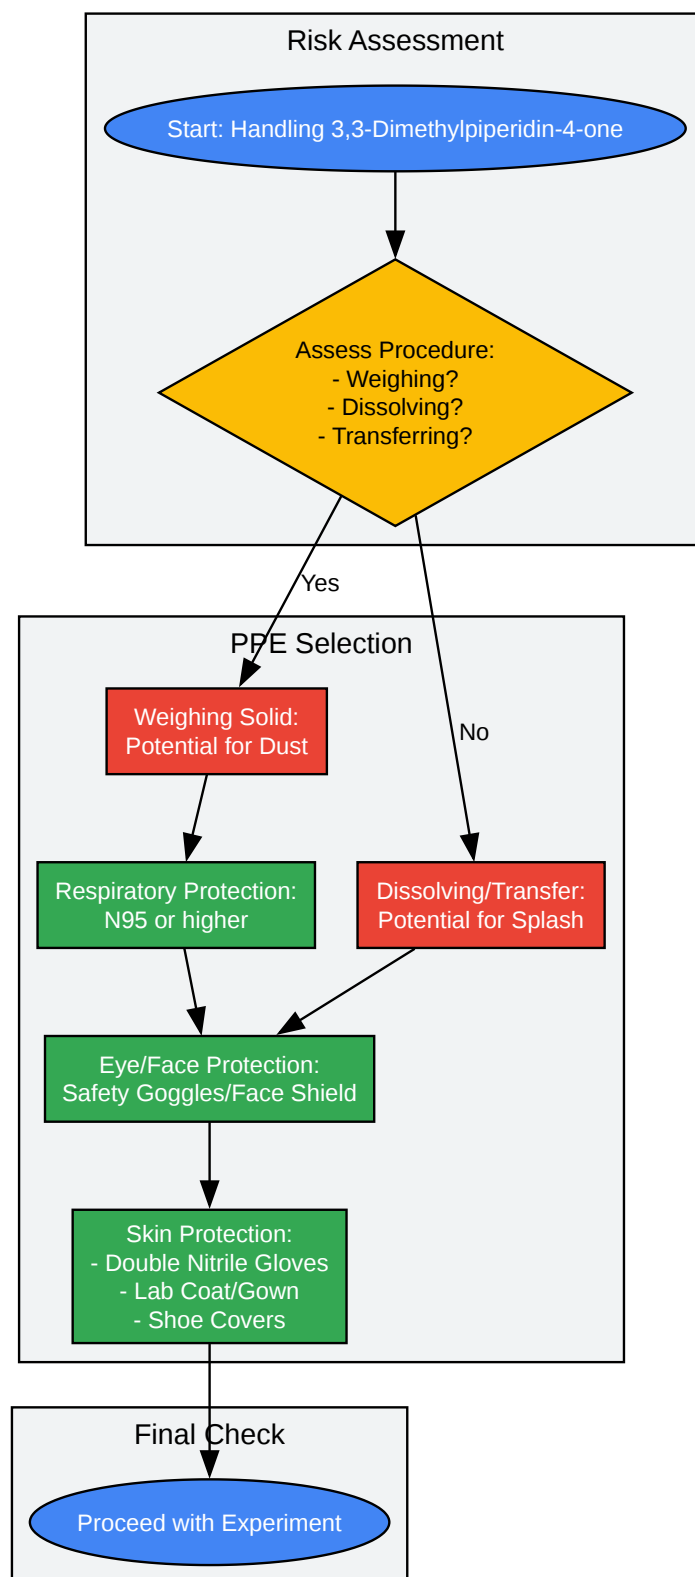 Risk Assessment
Start: Handling 3,3-Dimethylpiperidin-4-one
Assess Procedure:
- Weighing?
- Dissolving?
- Transferring?
Yes
PPE Selection
Weighing Solid:
Potential for Dust
No
Respiratory Protection:
N95 or higher
Dissolving/Transfer:
Potential for Splash
Eye/Face Protection:
Safety Goggles/Face Shield
Skin Protection:
- Double Nitrile Gloves
- Lab Coat/Gown
- Shoe Covers
Final Check
Proceed with Experiment